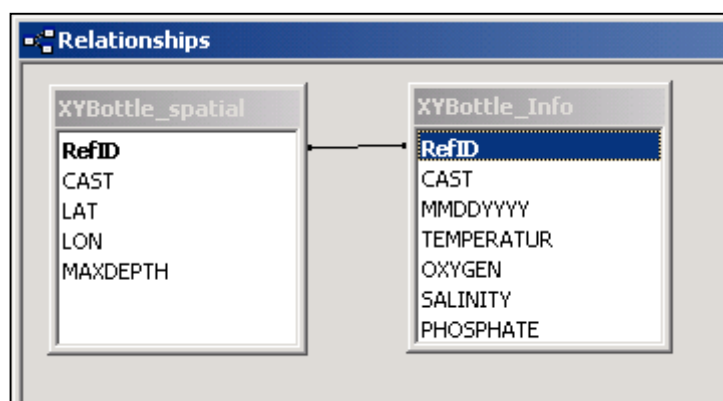 Relationships
XYBottle_spatial
RefID
CAST
LAT
LON
MAXDEPTH
XYBottle_Info
RefID
CAST
MMDDYYYY
TEMPERATUR
OXYGEN
SALINITY
PHOSPHATE